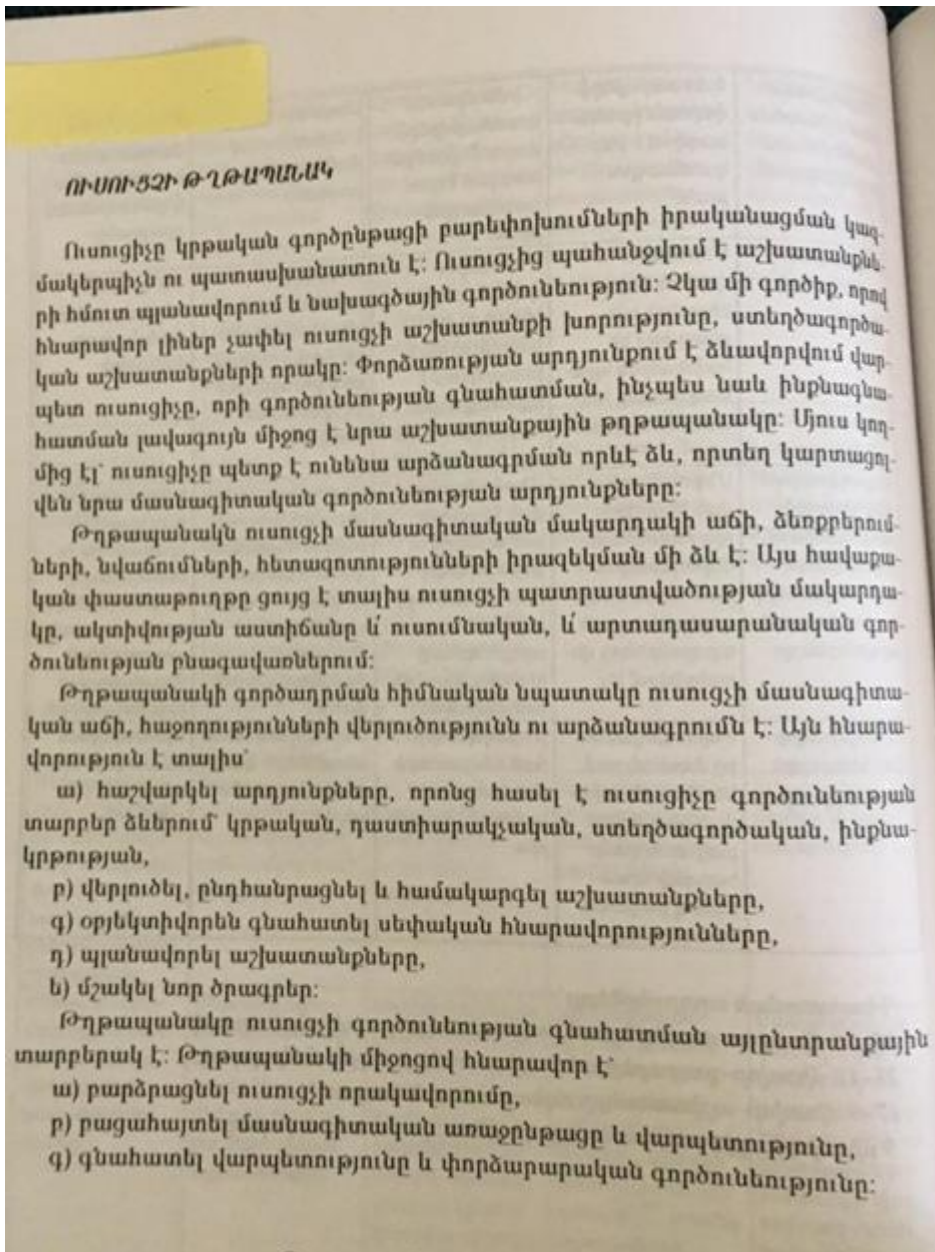 ՈՒՍՈՒՑՉԻ ԹՂԹԱՊԱՆԱԿ
Ուսուցիչը կրթական գործընթացի բարեփոխումների իրականացման կազ-
մակերպիչն ու պատասխանատուն է: Ուսուցչից պահանջվում է աշխատանքնե-
րի հմուտ պլանավորում և նախագծային գործունեություն: Չկա մի գործիք, որով
հնարավոր լիներ չափել ուսուցչի աշխատանքի խորությունը, ստեղծագործա-
կան աշխատանքների որակը: Փորձառության արդյունքում է ձևավորվում վար-
պետ ուսուցիչը, որի գործունեության գնահատման, ինչպես նաև ինքնագնա-
հատման լավագույն միջոց է նրա աշխատանքային թղթապանակը: Մյուս կող-
մից էլ՝ ուսուցիչը պետք է ունենա արձանագրման որևէ ձև, որտեղ կարտացոլ-
վեն նրա մասնագիտական գործունեության արդյունքները:
Թղթապանակն ուսուցչի մասնագիտական մակարդակի աճի, ձեռքբերում-
ների, նվաճումների, հետազոտությունների իրազեկման մի ձև է: Այս հավաքա-
կան փաստաթուղթը ցույց է տալիս ուսուցչի պատրաստվածության մակարդա-
կը, ակտիվության աստիճանը և՛ ուսումնական, և՛ արտադասարանական գոր-
ծունեության բնագավառներում:
Թղթապանակի գործադրման հիմնական նպատակը ուսուցչի մասնագիտա-
կան աճի, հաջողությունների վերլուծությունն ու արձանագրումն է: Այն հնարա-
վորություն է տալիս՝
ա) հաշվարկել արդյունքները, որոնց հասել է ուսուցիչը գործունեության
տարբեր ձևերում՝ կրթական, դաստիարակչական, ստեղծագործական, ինքնա-
կրթության,
բ) վերլուծել, ընդհանրացնել և համակարգել աշխատանքները,
գ) օբյեկտիվորեն գնահատել սեփական հնարավորությունները,
դ) պլանավորել աշխատանքները,
ե) մշակել նոր ծրագրեր:
Թղթապանակը ուսուցչի գործունեության գնահատման այլընտրանքային
տարբերակ է: Թղթապանակի միջոցով հնարավոր է՝
ա) բարձրացնել ուսուցչի որակավորումը,
բ) բացահայտել մասնագիտական առաջընթացը և վարպետությունը,
գ) գնահատել վարպետությունը և փորձարարական գործունեությունը: